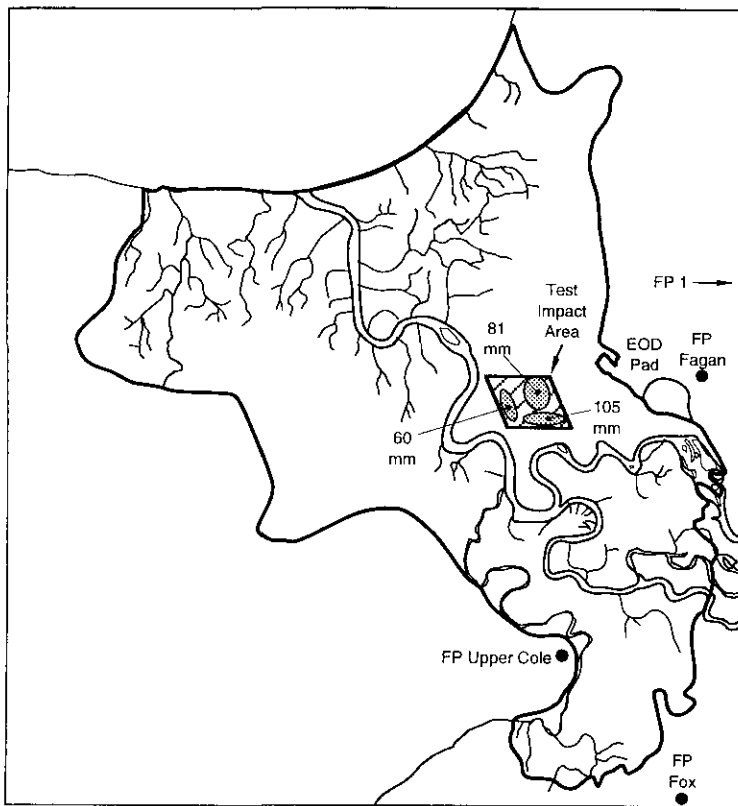 FP 1
Test
Impact
Area
81
mm
EOD
Pad
FP
Fagan
105
mm
60
mm
FP Upper Cole
FP
Fox